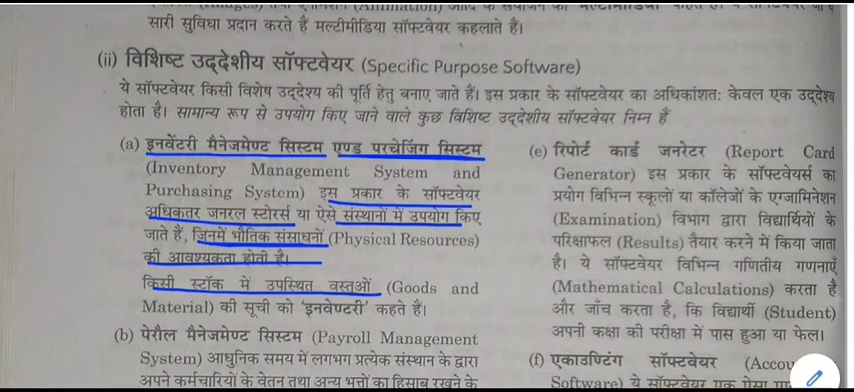 सारी सुविधा प्रदान करते हैं मल्टीमीडिया सॉफ्टवेयर कहलाते हैं।
(ii) विशिष्ट उद्देशीय सॉफ्टवेयर (Specific Purpose Software)
ये सॉफ्टवेयर किसी विशेष उद्देश्य की पूर्ति हेतु बनाए जाते हैं। इस प्रकार के सॉफ्टवेयर का अधिकांशतः केवल एक उद्देश्य
होता है। सामान्य रूप से उपयोग किए जाने वाले कुछ विशिष्ट उद्देशीय सॉफ्टवेयर निम्न हैं
(a) इनवेंटरी मैनेजमेण्ट सिस्टम एण्ड परचेजिंग सिस्टम
(Inventory Management System and
Purchasing System) इस प्रकार के सॉफ्टवेयर
अधिकतर जनरल स्टोरर्स या ऐसे संस्थानों में उपयोग किए
जाते हैं, जिनमें भौतिक संसाधनों (Physical Resources)
की आवश्यकता होती है।
किसी स्टॉक में उपस्थित वस्तुओं (Goods and
Material) की सूची को 'इनवेण्टरी' कहते हैं।
(b) पेरौल मैनेजमेण्ट सिस्टम (Payroll Management
System) आधुनिक समय में लगभग प्रत्येक संस्थान के द्वारा
अपने कर्मचारियों के वेतन तथा अन्य भत्तों का हिसाब रखने के
(e) रिपोर्ट कार्ड जनरेटर (Report Card
Generator) इस प्रकार के सॉफ्टवेयर्स का
प्रयोग विभिन्न स्कूलों या कॉलेजों के एग्जामिनेशन
(Examination) विभाग द्वारा विद्यार्थियों के
परिक्षाफल (Results) तैयार करने में किया जाता
है। ये सॉफ्टवेयर विभिन्न गणितीय गणनाएँ
(Mathematical Calculations) करता है
और जाँच करता है, कि विद्यार्थी (Student)
अपनी कक्षा की परीक्षा में पास हुआ या फेल।
(f) एकाउण्टिंग सॉफ्टवेयर
Software) ये सॉफ्टवेयर एक ऐसा